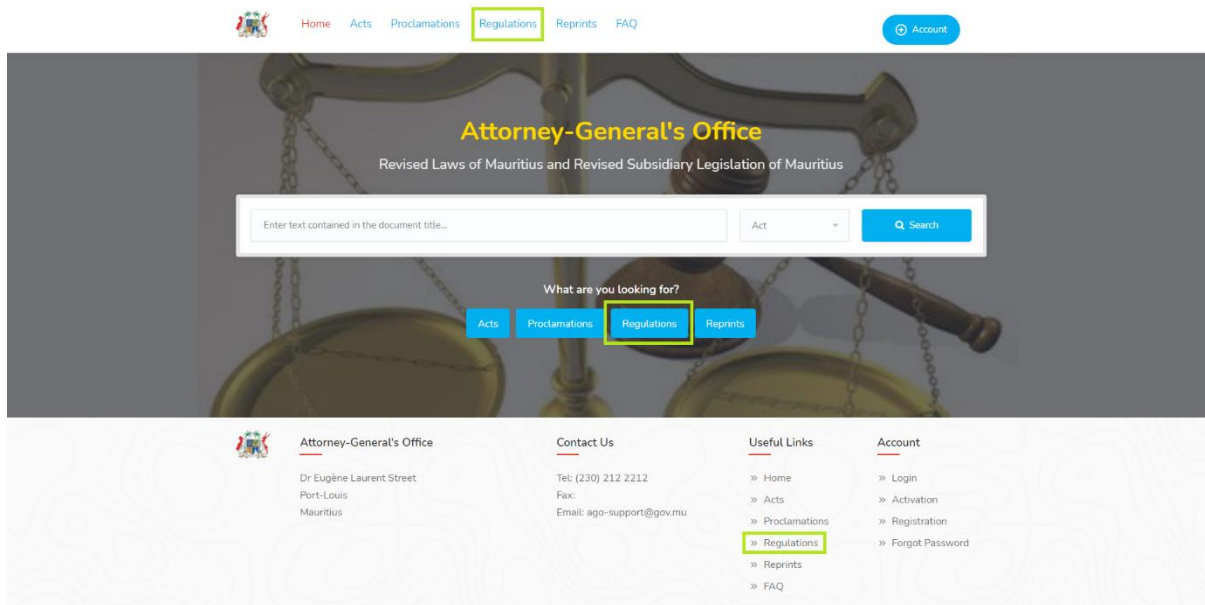 Home Acts Proclamations Regulations Reprints FAQ
Account
Attorney-General's Office
Revised Laws of Mauritius and Revised Subsidiary Legislation of Mauritius
Enter text contained in the document title...
Act
Search
What are you looking for?
Acts Proclamations Regulations Reprints
Attorney-General's Office
Dr Eugène Laurent Street
Port-Louis
Mauritius
Contact Us
Tel: (230) 212 2212
Fax:
Email: ago-support@gov.mu
Useful Links
» Home
» Acts
» Proclamations
» Regulations
» Reprints
» FAQ
Account
» Login
» Activation
» Registration
» Forgot Password